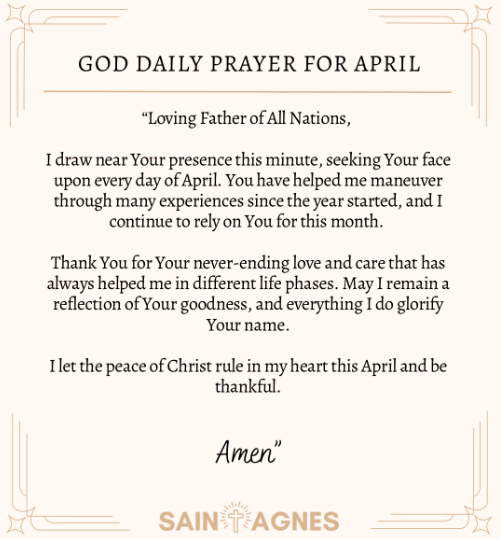 GOD DAILY PRAYER FOR APRIL
“Loving Father of All Nations,
I draw near Your presence this minute, seeking Your face
upon every day of April. You have helped me maneuver
through many experiences since the year started, and I
continue to rely on You for this month.
Thank You for Your never-ending love and care that has
always helped me in different life phases. May I remain a
reflection of Your goodness, and everything I do glorify
Your name.
I let the peace of Christ rule in my heart this April and be
thankful.
Amen”
SAINT AGNES